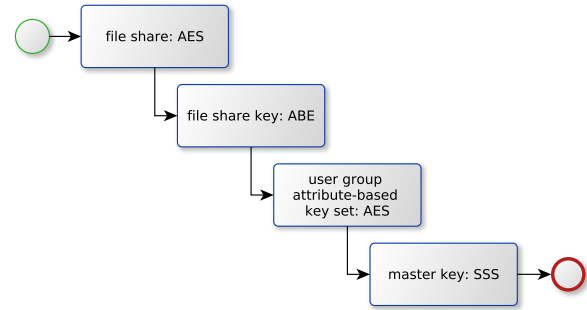 file share: AES
file share key: ABE
user group
attribute-based
key set: AES
master key: SSS